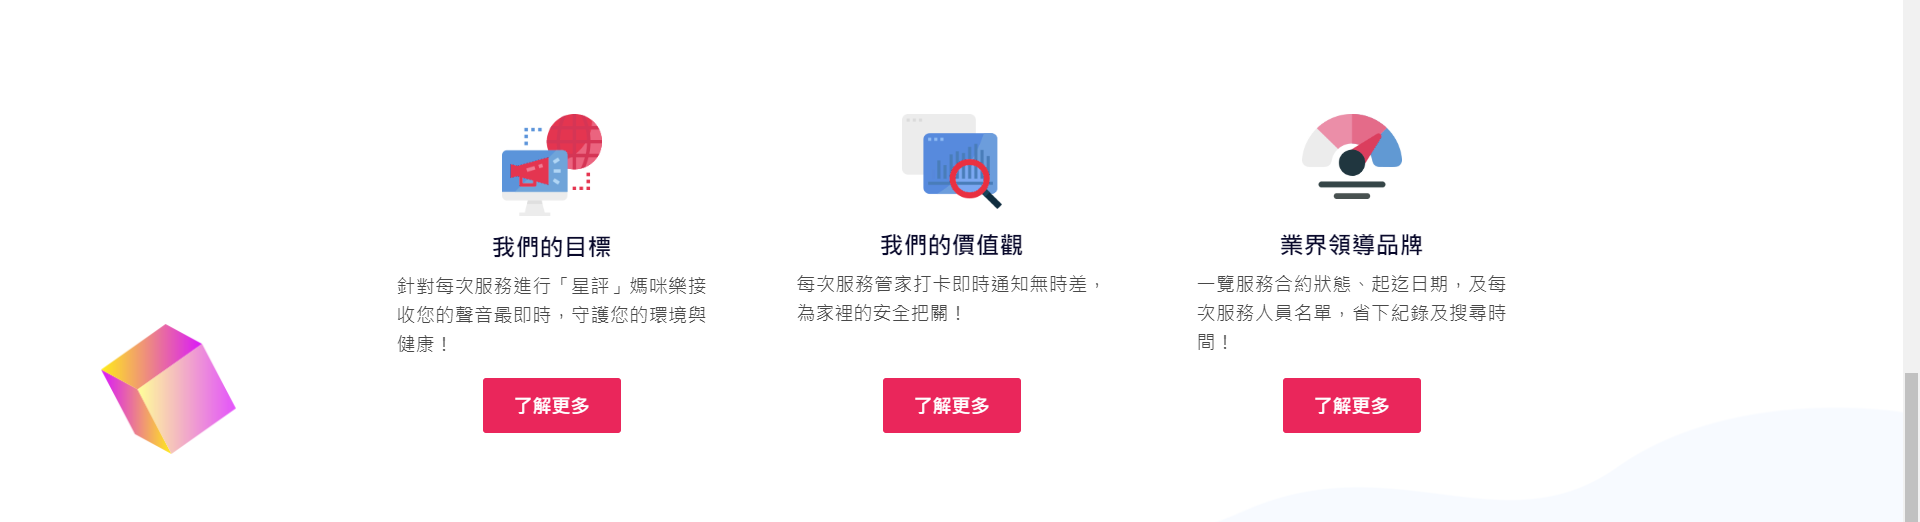 我們的目標
針對每次服務進行「星評」媽咪樂接
收您的聲音最即時，守護您的環境與
健康！
了解更多
我們的價值觀
每次服務管家打卡即時通知無時差，
為家裡的安全把關！
了解更多
業界領導品牌
一覽服務合約狀態、起迄日期，及每
次服務人員名單，省下紀錄及搜尋時
間！
了解更多